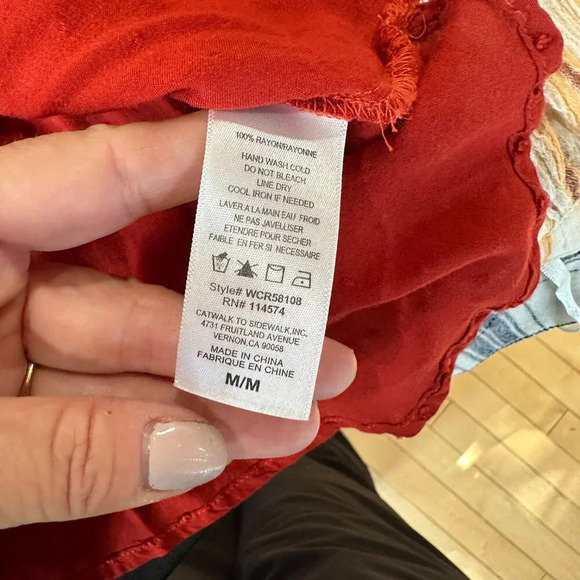 100% RAYON/RAYONNE
HAND WASH COLD
DO NOT BLEACH
LINE DRY
COOL IRON IF NEEDED
LAVER A LA MAIN EAU FROID
NE PAS JAVELLISER
ETENDRE POUR SECHER
FAIBLE EN FER SI NECESSAIRE
Style# WCR58108
RN# 114574
CATWALK TO SIDEWALK,INC.
4731 FRUITLAND AVENUE
VERNON,CA 90058
MADE IN CHINA
FABRIQUE EN CHINE
M/M